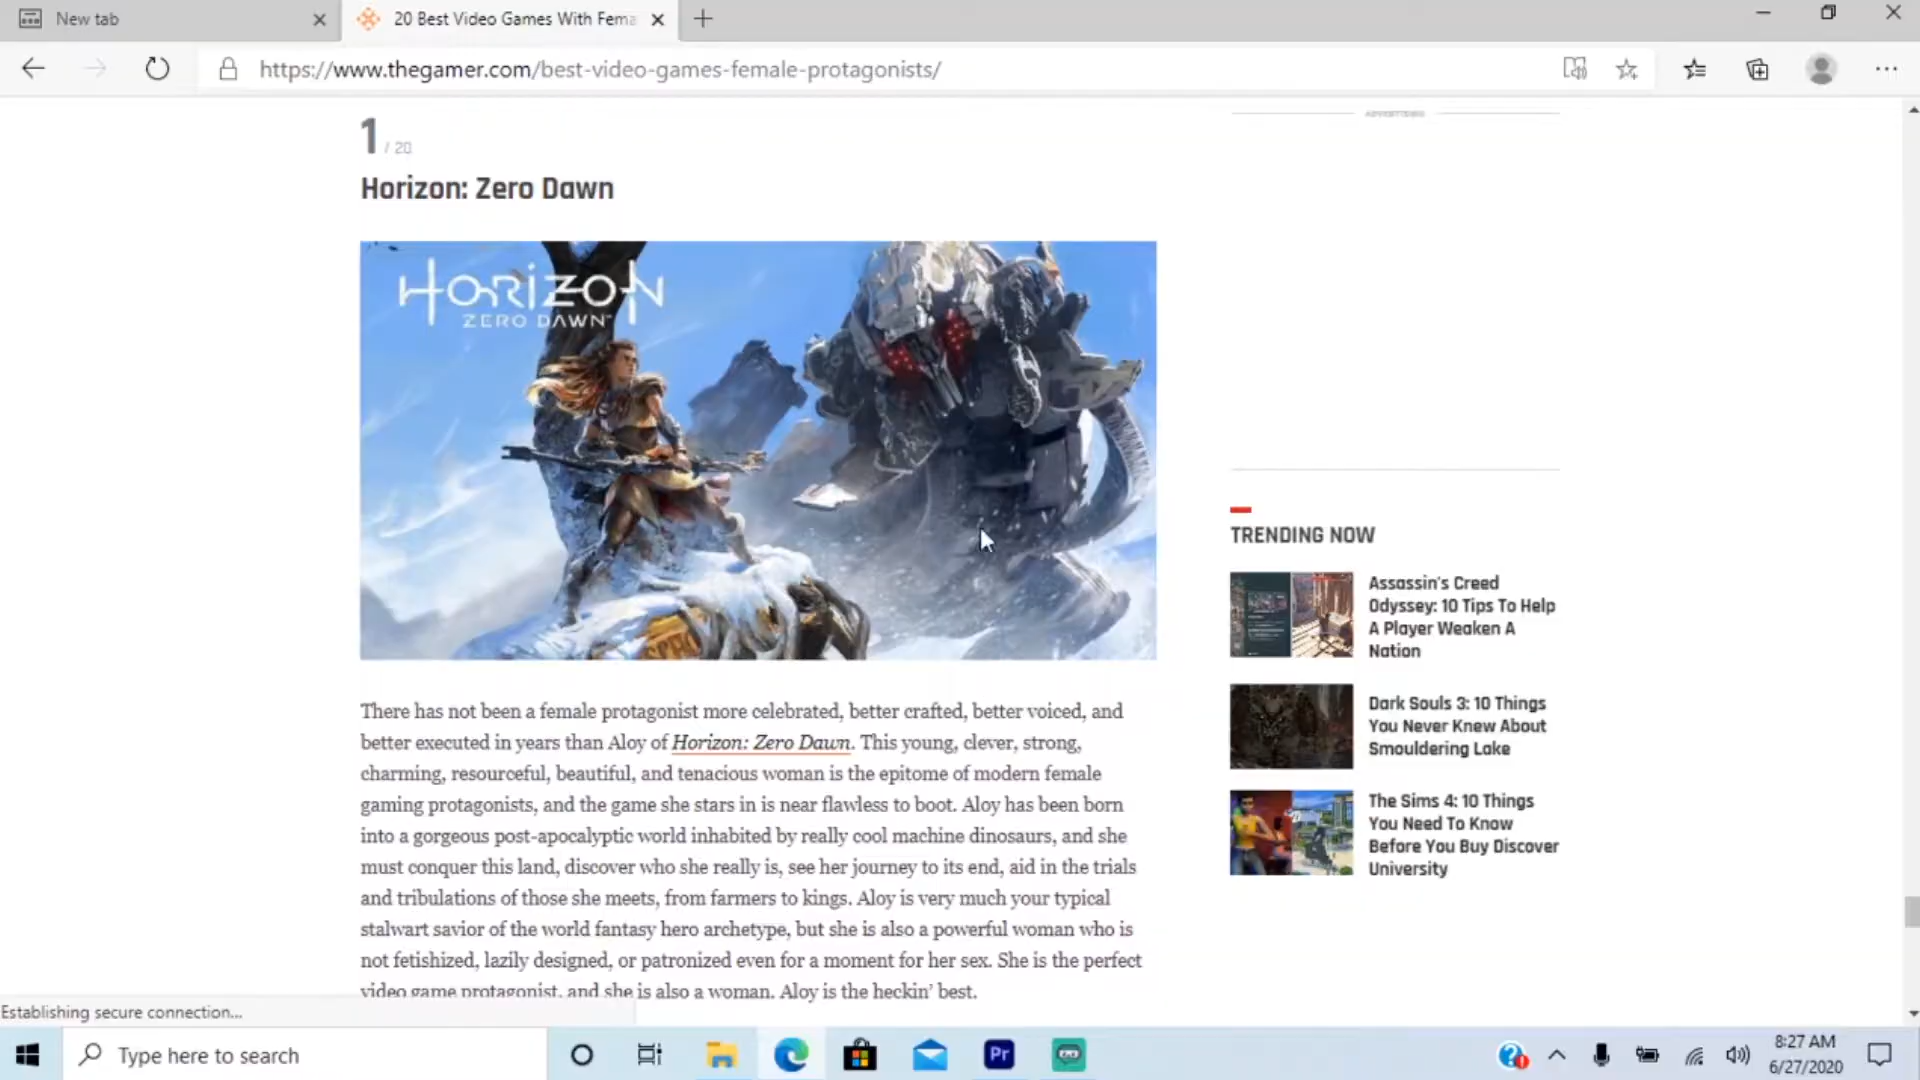 New tab
20 Best Video Games With Fema
https://www.thegamer.com/best-video-games-female-protagonists/
ADVERTISING
1 / 20
Horizon: Zero Dawn
HORIZON
ZERO DAWN™
There has not been a female protagonist more celebrated, better crafted, better voiced, and
better executed in years than Aloy of Horizon: Zero Dawn. This young, clever, strong,
charming, resourceful, beautiful, and tenacious woman is the epitome of modern female
gaming protagonists, and the game she stars in is near flawless to boot. Aloy has been born
into a gorgeous post-apocalyptic world inhabited by really cool machine dinosaurs, and she
must conquer this land, discover who she really is, see her journey to its end, aid in the trials
and tribulations of those she meets, from farmers to kings. Aloy is very much your typical
stalwart savior of the world fantasy hero archetype, but she is also a powerful woman who is
not fetishized, lazily designed, or patronized even for a moment for her sex. She is the perfect
video game protagonist, and she is also a woman. Aloy is the heckin' best.
TRENDING NOW
Assassin's Creed
Odyssey: 10 Tips To Help
A Player Weaken A
Nation
Dark Souls 3: 10 Things
You Never Knew About
Smouldering Lake
The Sims 4: 10 Things
You Need To Know
Before You Buy Discover
University
Establishing secure connection...
Type here to search
Pr
8:27 AM
6/27/2020